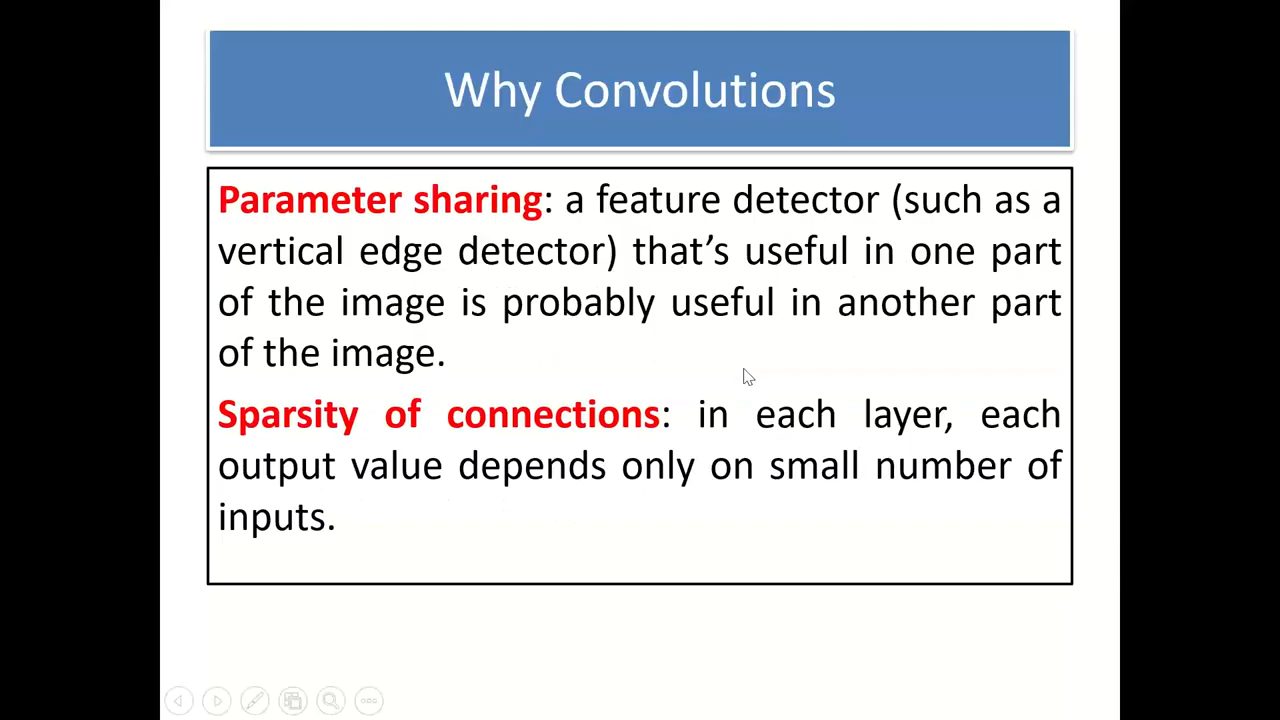 Why Convolutions
Parameter sharing: a feature detector (such as a
vertical edge detector) that’s useful in one part
of the image is probably useful in another part
of the image.
Sparsity of connections: in each layer, each
output value depends only on small number of
inputs.